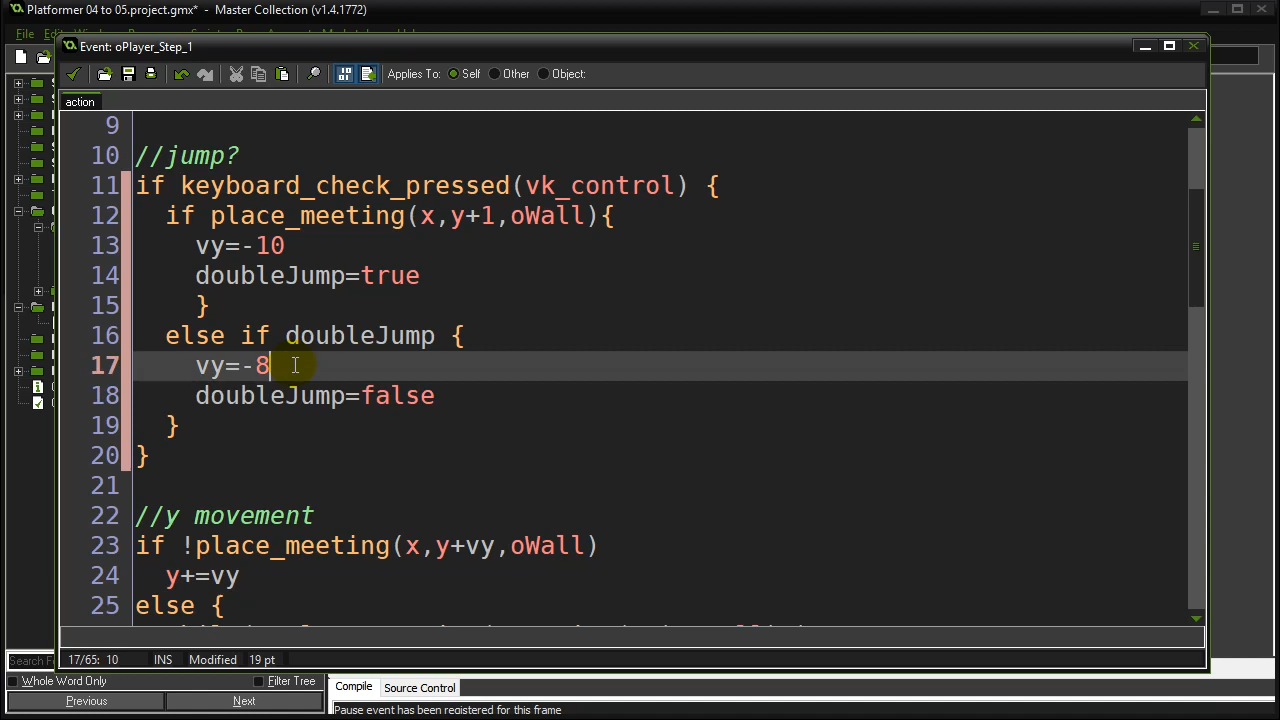 Platformer 04 to 05.project.gmx* - Master Collection (v1.4.1772)
File
Event: oPlayer_Step_1
Applies To: Self Other Object:
action
9
10 //jump?
11 if keyboard_check_pressed(vk_control) {
12 if place_meeting(x,y+1,oWall){
13 vy=-10
14 doubleJump=true
15 }
16 else if doubleJump {
17 vy=-8
18 doubleJump=false
19 }
20 }
21
22 //y movement
23 if !place_meeting(x,y+vy,oWall)
24 y+=vy
25 else {
17/65: 10 INS Modified 19 pt
Search
Whole Word Only Filter Tree
Previous Next
Compile Source Control
Pause event has been registered for this frame